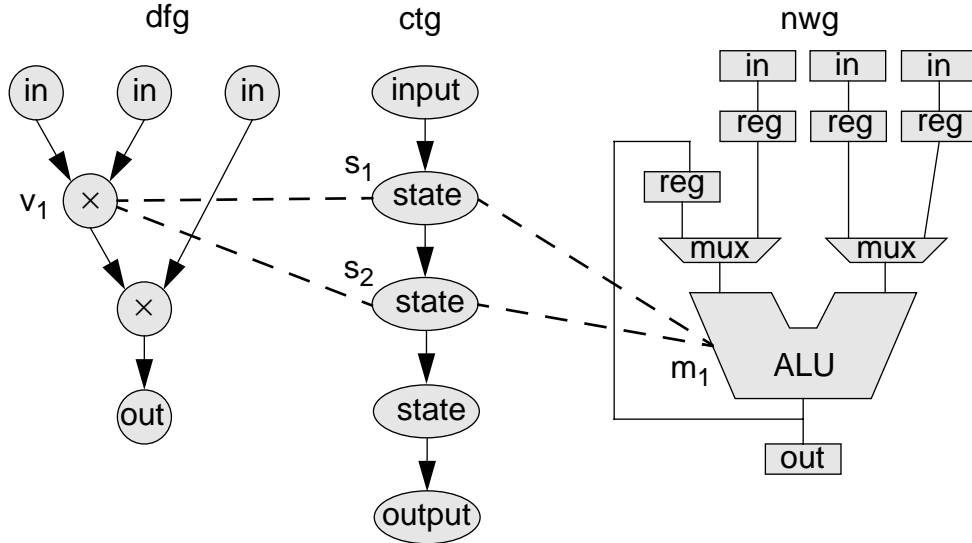 dfg
ctg
nwg
in in in
input
in in in
reg reg reg
s1
state
reg
v1
×
mux mux
s2
state
×
ALU
m1
state
out
out
output